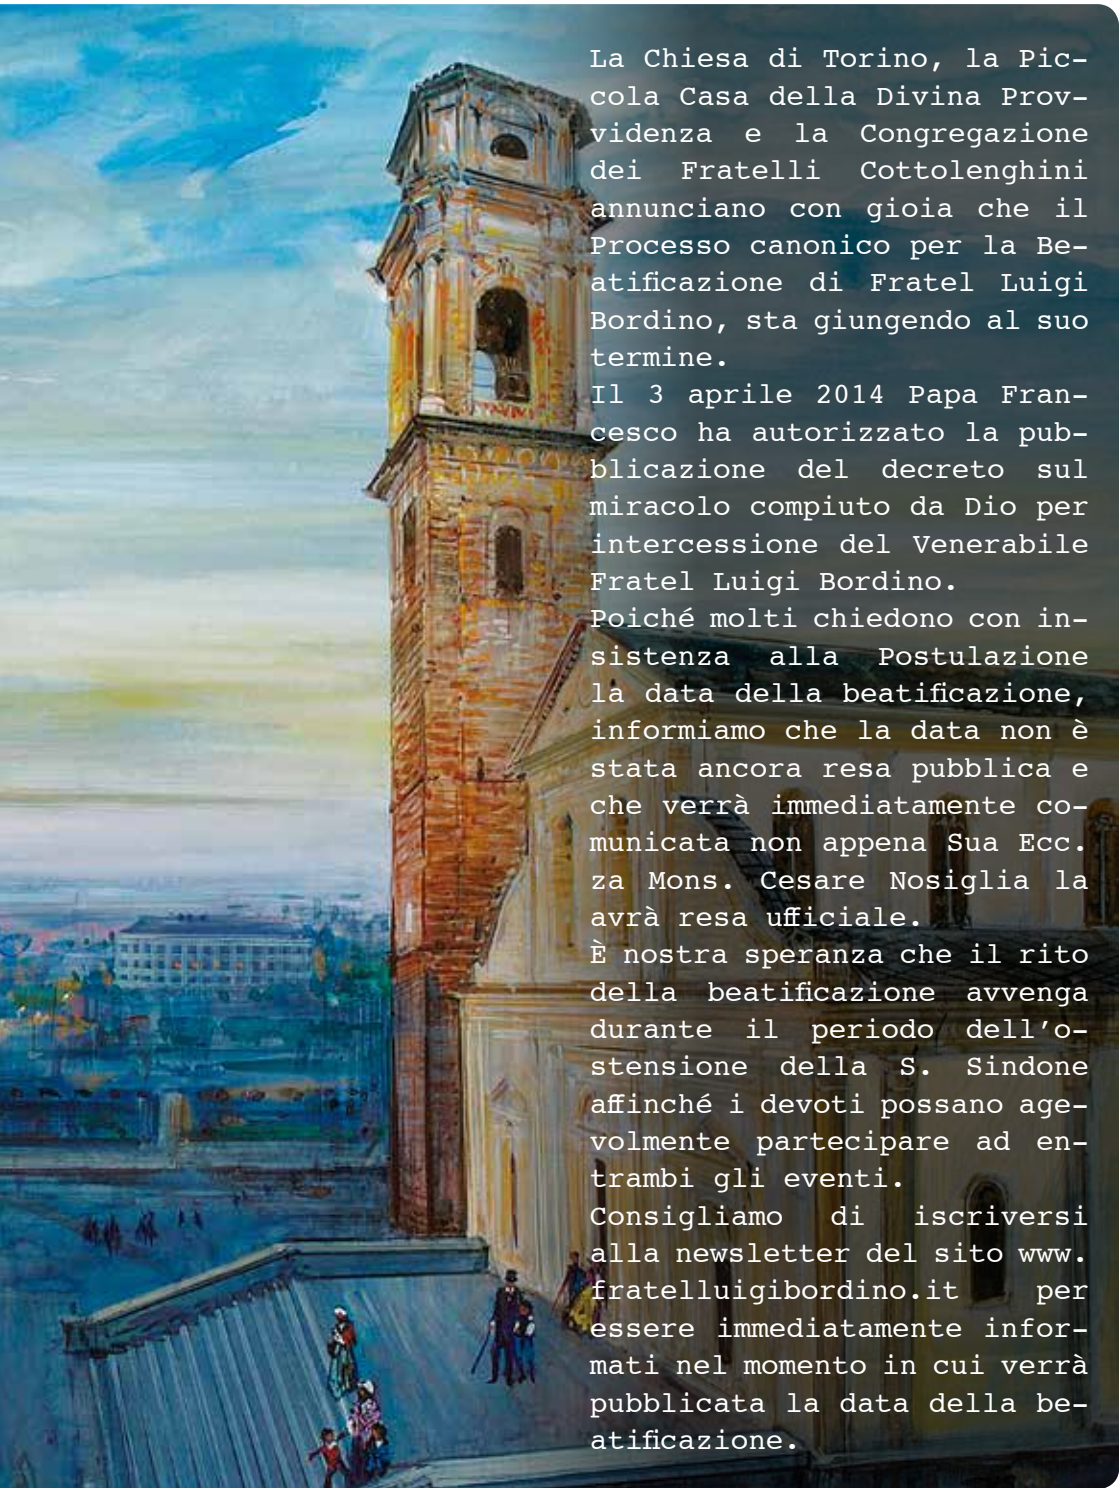 La Chiesa di Torino, la Pic-
cola Casa della Divina Prov-
videnza e la Congregazione
dei Fratelli Cottolenghini
annunciano con gioia che il
Processo canonico per la Be-
atificazione di Fratel Luigi
Bordino, sta giungendo al suo
termine.
Il 3 aprile 2014 Papa Fran-
cesco ha autorizzato la pub-
blicazione del decreto sul
miracolo compiuto da Dio per
intercessione del Venerabile
Fratel Luigi Bordino.
Poiché molti chiedono con in-
sistenza alla Postulazione
la data della beatificazione,
informiamo che la data non è
stata ancora resa pubblica e
che verrà immediatamente co-
municata non appena Sua Ecc.
za Mons. Cesare Nosiglia la
avrà resa ufficiale.
È nostra speranza che il rito
della beatificazione avvenga
durante il periodo dell'o-
stensione della S. Sindone
affinché i devoti possano age-
volmente partecipare ad en-
trambi gli eventi.
Consigliamo di iscriversi
alla newsletter del sito www.
fratelluigibordino.it per
essere immediatamente infor-
mati nel momento in cui verrà
pubblicata la data della be-
atificazione.